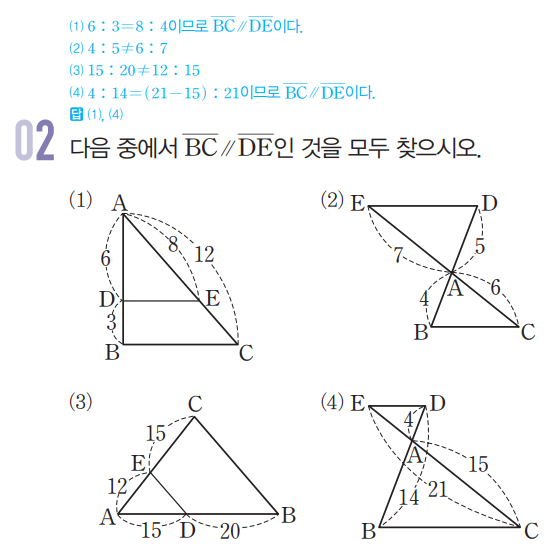 (1) 6 : 3=8 : 4이므로 BC∥DE이다.
(2) 4 : 5≠6 : 7
(3) 15 : 20≠12 : 15
(4) 4 : 14=(21-15) : 21이므로 BC∥DE이다.
답 (1), (4)
02 다음 중에서 BC∥DE인 것을 모두 찾으시오.
(1) A
8
12
6
D
E
3
B
C
(2) E
D
7
5
A
6
4
B
C
(3) C
15
E
12
A
15
D
20
B
(4) E
D
4
A
15
21
14
B
C